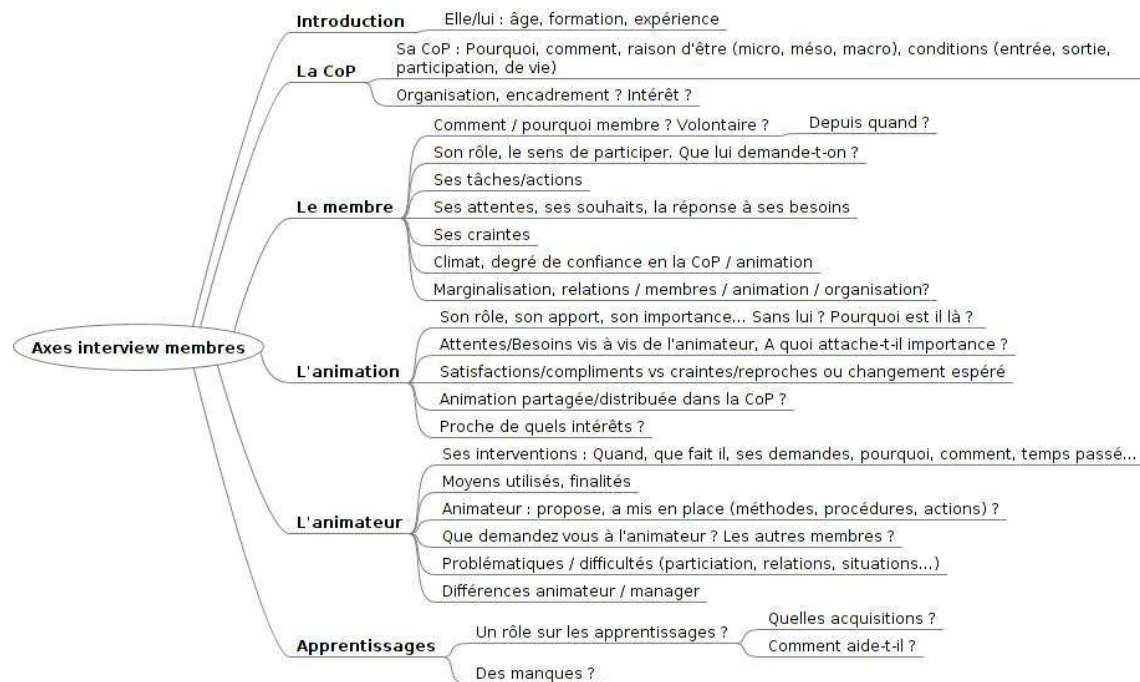 Introduction
Elle/lui : âge, formation, expérience
La CoP
Sa CoP : Pourquoi, comment, raison d'être (micro, méso, macro), conditions (entrée, sortie,
participation, de vie)
Organisation, encadrement ? Intérêt ?
Le membre
Comment / pourquoi membre ? Volontaire ?
Depuis quand ?
Son rôle, le sens de participer. Que lui demande-t-on ?
Ses tâches/actions
Ses attentes, ses souhaits, la réponse à ses besoins
Ses craintes
Climat, degré de confiance en la CoP / animation
Marginalisation, relations / membres / animation / organisation?
Axes interview membres
L'animation
Son rôle, son apport, son importance... Sans lui ? Pourquoi est il là ?
Attentes/Besoins vis à vis de l'animateur, A quoi attache-t-il importance ?
Satisfactions/compliments vs craintes/reproches ou changement espéré
Animation partagée/distribuée dans la CoP ?
Proche de quels intérêts ?
L'animateur
Ses interventions : Quand, que fait il, ses demandes, pourquoi, comment, temps passé...
Moyens utilisés, finalités
Animateur : propose, a mis en place (méthodes, procédures, actions) ?
Que demandez vous à l'animateur ? Les autres membres ?
Problématiques / difficultés (particiation, relations, situations...)
Différences animateur / manager
Apprentissages
Un rôle sur les apprentissages ?
Quelles acquisitions ?
Comment aide-t-il ?
Des manques ?